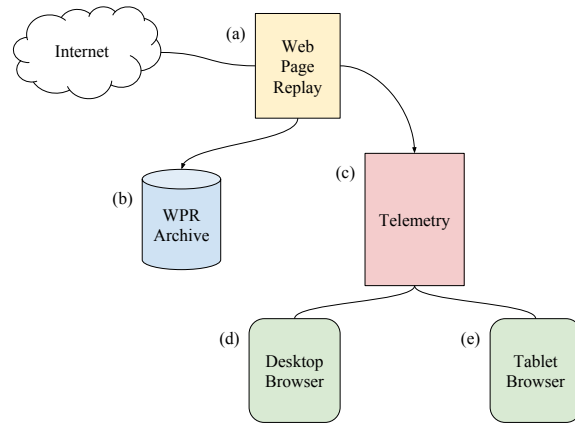 Internet
(a)
Web
Page
Replay
(b)
WPR
Archive
(c)
Telemetry
(d)
Desktop
Browser
(e)
Tablet
Browser